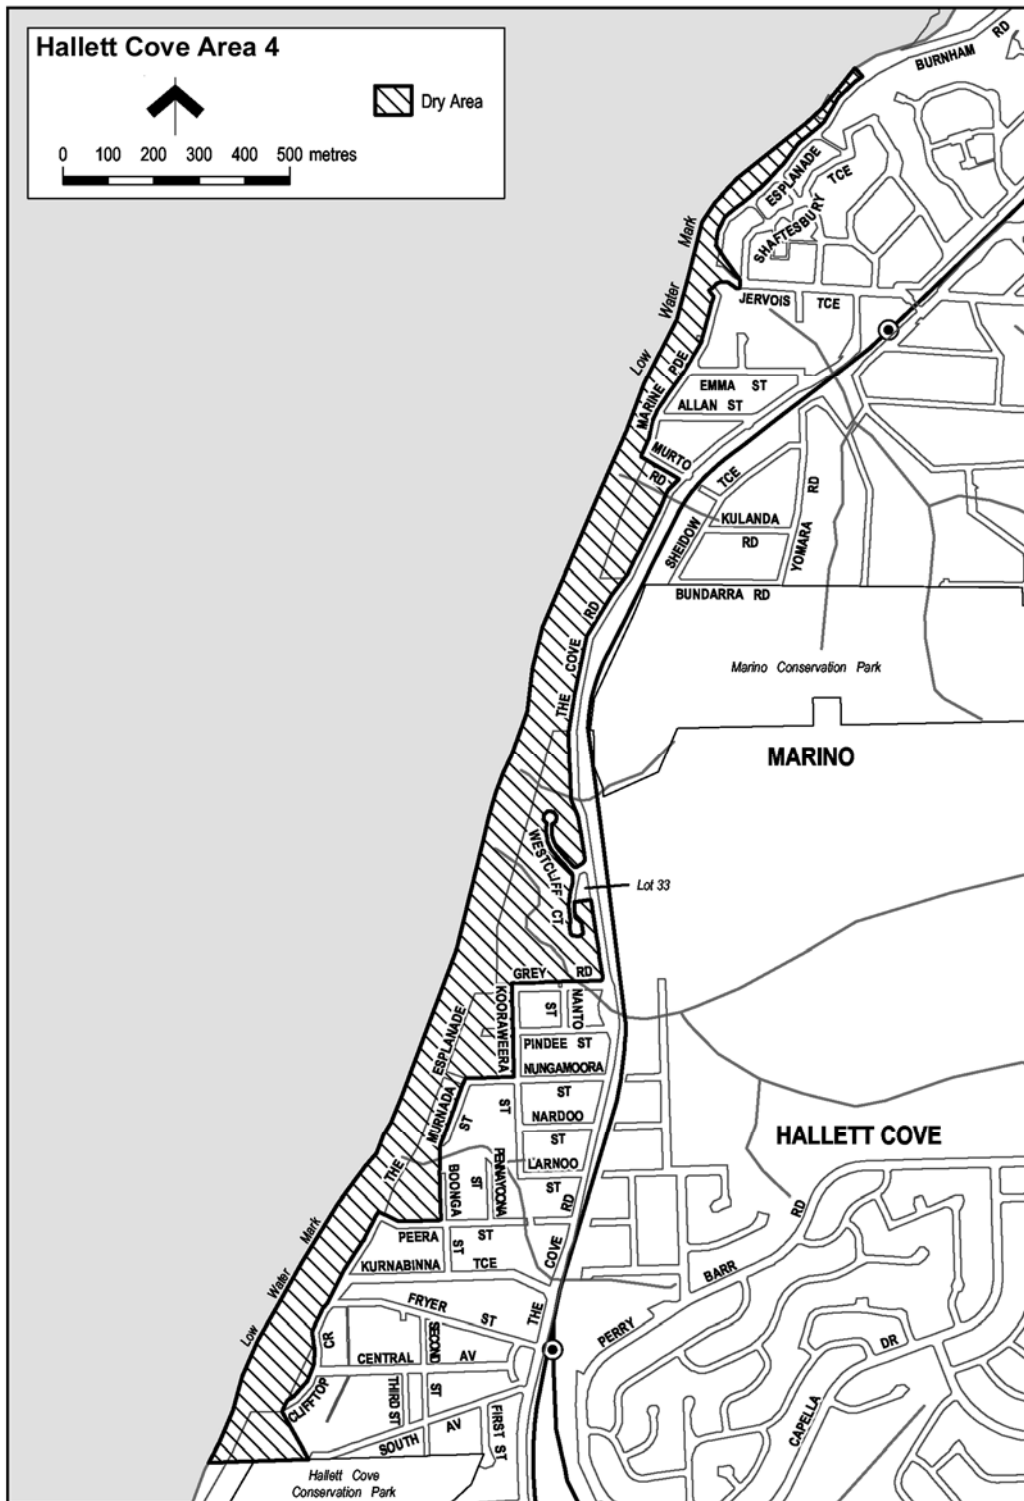 Hallett Cove Area 4
Dry Area
0 100 200 300 400 500 metres
BURNHAM RD
ESPLANADE
TCE
SHAFTESBURY
Mark
Water
Low
JERVOIS TCE
MARINE PDE
EMMA ST
ALLAN ST
MURTO
RD
TCE
SHEIDOW
KULANDA
RD
YOMARA RD
BUNDARRA RD
THE COVE RD
Marino Conservation Park
MARINO
WESTCLIFF CT
Lot 33
GREY RD
KOORAWEERA
ST
NANTO
ESPLANADE
PINDEE ST
NUNGAMOORA
ST
MURNADA
ST
ST
NARDOO
ST
HALLETT COVE
LARNOO
ST
THE
BOONGA
ST
PENNAYOONA
RD
PEERA
ST
ST
KURNABINNA
TCE
COVE
THE
BARR
RD
PERRY
Mark
Water
Low
FRYER
ST
CR
SECOND
ST
CENTRAL
AV
DR
CAPELLA
CLIFFTOP
THIRD ST
SOUTH
AV
FIRST ST
Hallett Cove
Conservation Park